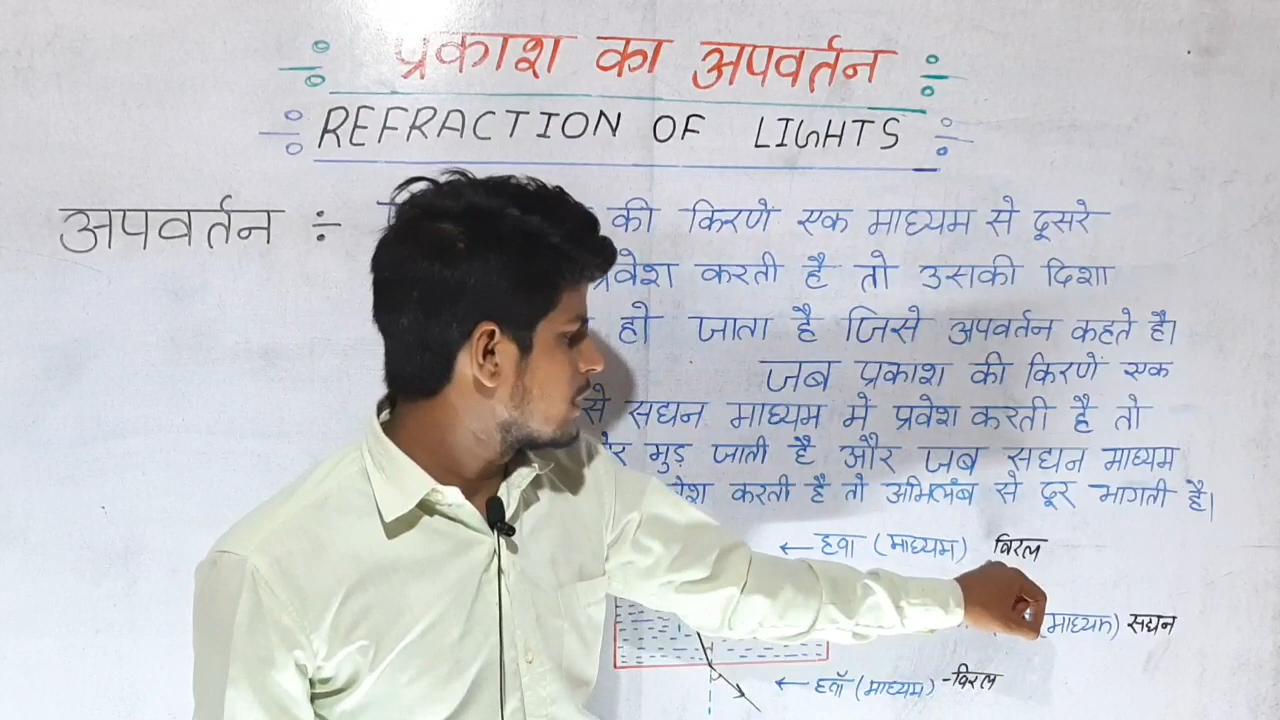 प्रकाश का अपवर्तन
REFRACTION OF LIGHTS
अपवर्तन ÷ की किरणें एक माध्यम से दूसरे
करती है तो उसकी दिशा
हो जाता है जिसे अपवर्तन कहते है।
जब प्रकाश की किरणें एक
से सघन माध्यम में प्रवेश करती है तो
मुड़ जाती है और जब सघन माध्यम
करती है तो अभिलंब से दूर भागती है।
← हवा (माध्यम) विरल
(माध्यम) सघन
← हवाॅ (माध्यम) -विरल